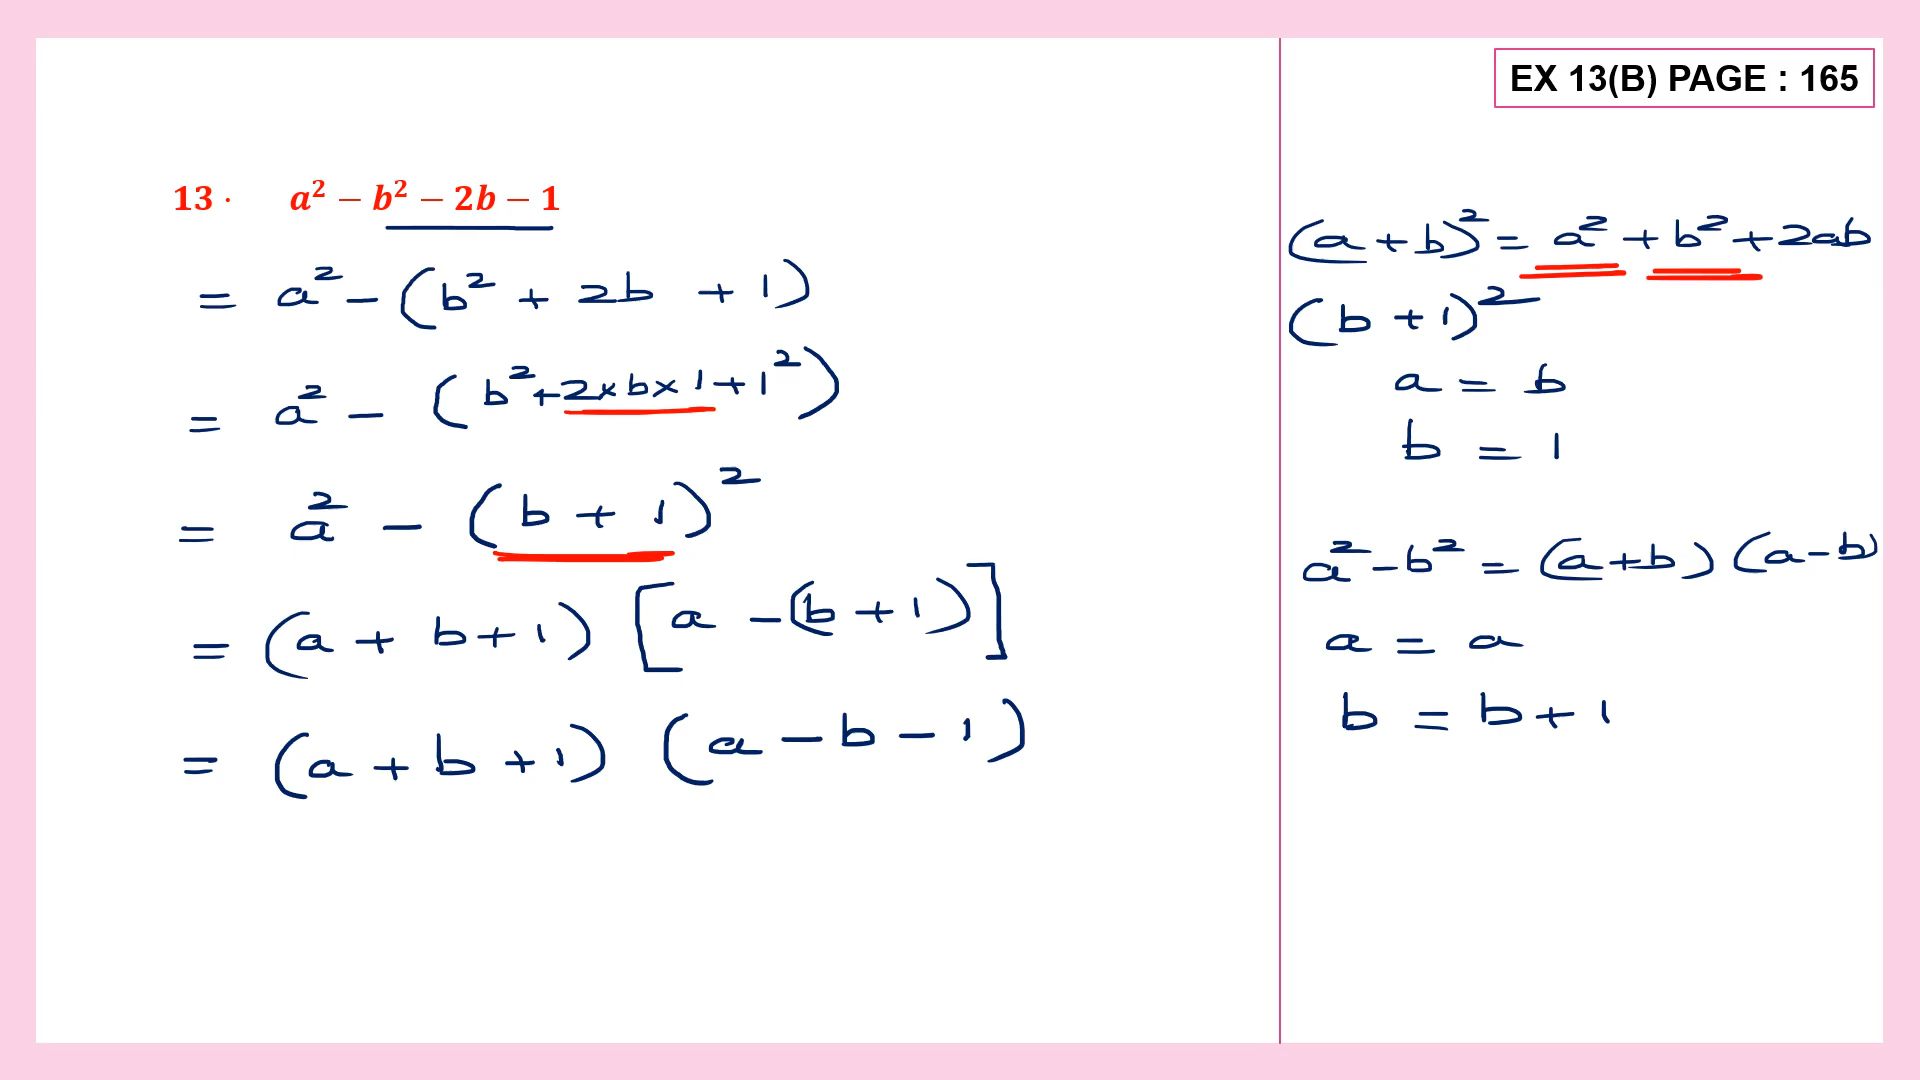 EX 13(B) PAGE : 165
13 · a² − b² − 2b − 1
= a² − (b² + 2b + 1)
= a² − (b² + 2 × b × 1 + 1²)
= a² − (b + 1)²
= (a + b + 1) [a − (b + 1)]
= (a + b + 1) (a − b − 1)
(a + b)² = a² + b² + 2ab
(b + 1)²
a = b
b = 1
a² − b² = (a + b) (a − b)
a = a
b = b + 1